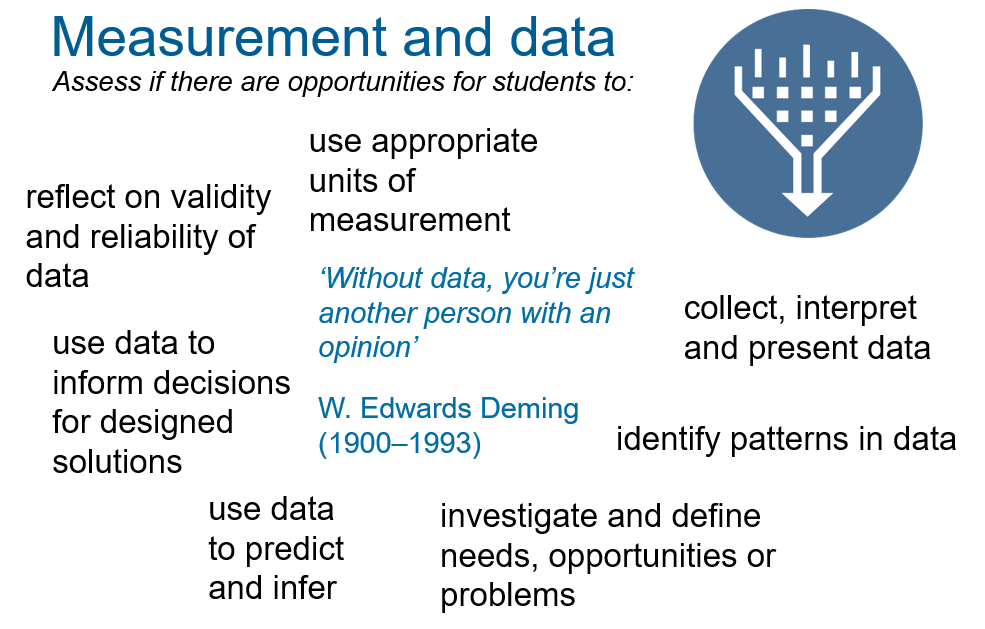 Measurement and data
Assess if there are opportunities for students to:
use appropriate
units of
measurement
reflect on validity
and reliability of
data
‘Without data, you’re just
another person with an
opinion’
W. Edwards Deming
(1900–1993)
collect, interpret
and present data
use data to
inform decisions
for designed
solutions
identify patterns in data
use data
to predict
and infer
investigate and define
needs, opportunities or
problems